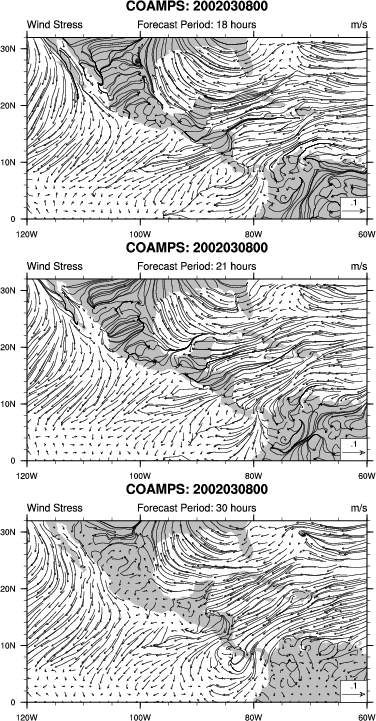 COAMPS: 2002030800
Wind Stress Forecast Period: 18 hours m/s
30N
20N
10N
0
.1
120W 100W 80W 60W
COAMPS: 2002030800
Wind Stress Forecast Period: 21 hours m/s
30N
20N
10N
0
.1
120W 100W 80W 60W
COAMPS: 2002030800
Wind Stress Forecast Period: 30 hours m/s
30N
20N
10N
0
.1
120W 100W 80W 60W